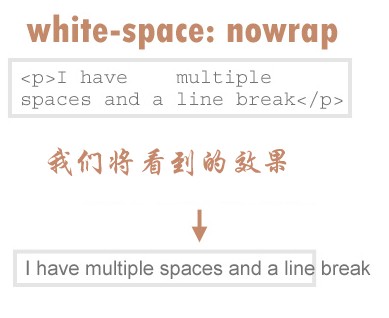 white-space: nowrap
<p>I have    multiple
spaces and a line break</p>
我们将看到的效果
I have multiple spaces and a line break